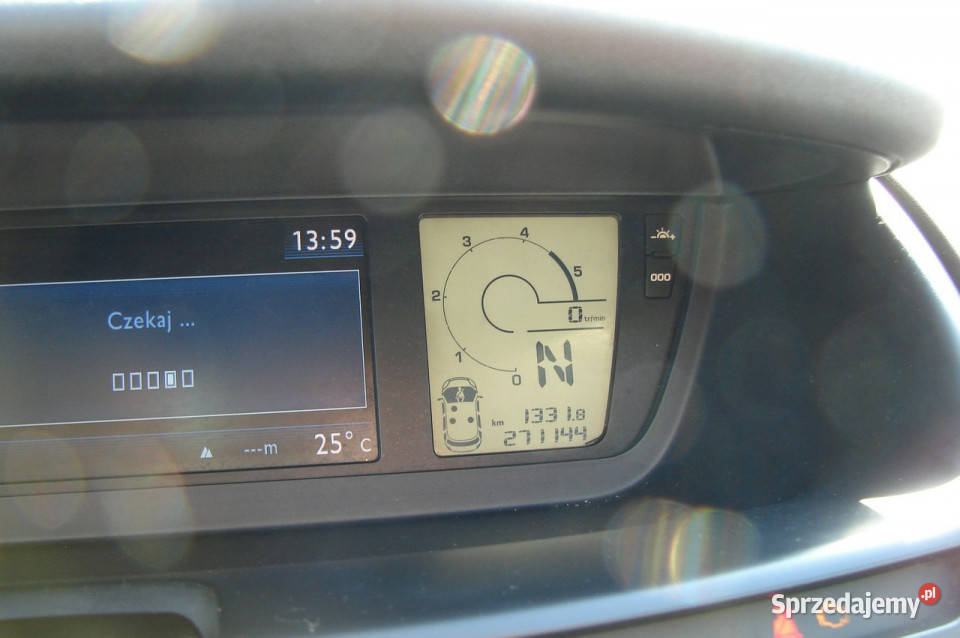 13:59
Czekaj ...
---m
25° C
0
1
2
3
4
5
0 tr/min
N
km
1331.8
271144
000
Sprzedajemy.pl